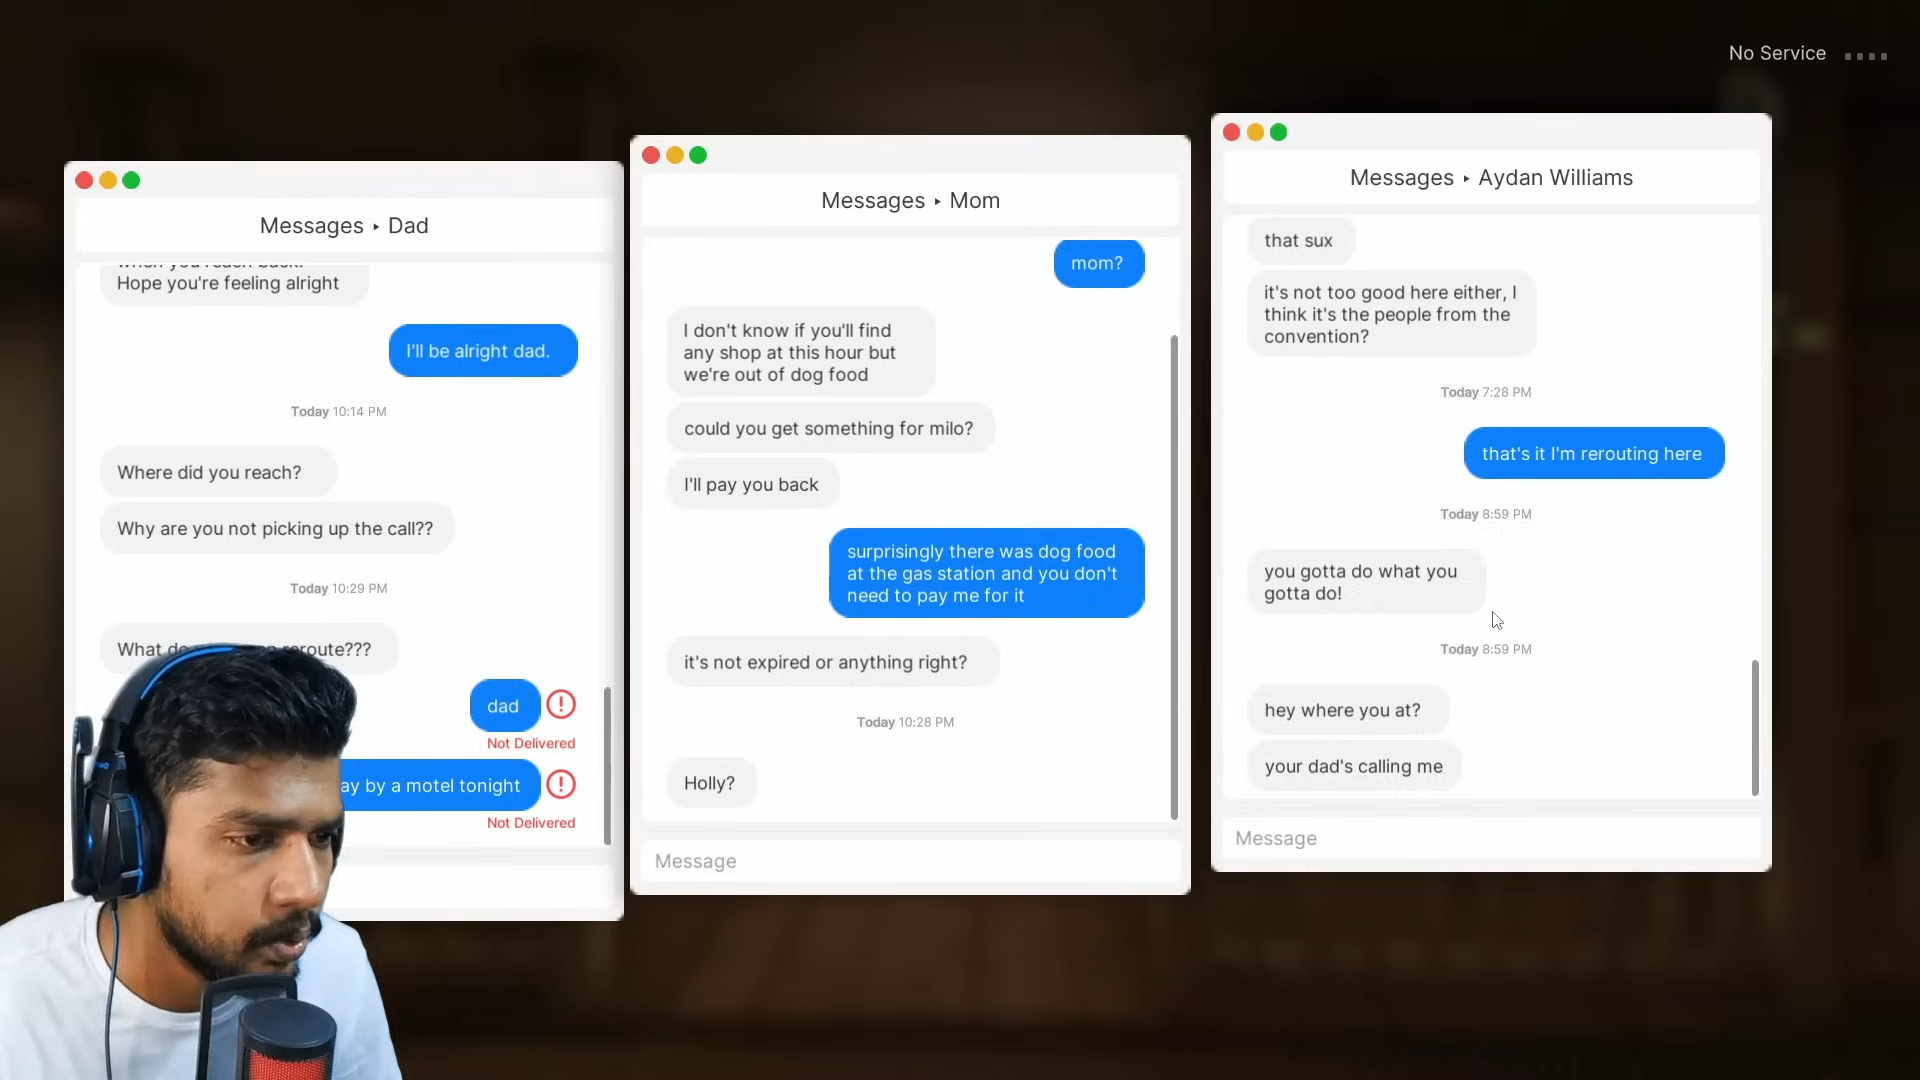 No Service
Messages ▸ Dad
Hope you're feeling alright
I'll be alright dad.
Today 10:14 PM
Where did you reach?
Why are you not picking up the call??
Today 10:29 PM
What reroute???
dad
Not Delivered
by a motel tonight
Not Delivered
Messages ▸ Mom
mom?
I don't know if you'll find
any shop at this hour but
we're out of dog food
could you get something for milo?
I'll pay you back
surprisingly there was dog food
at the gas station and you don't
need to pay me for it
it's not expired or anything right?
Today 10:28 PM
Holly?
Message
Messages ▸ Aydan Williams
that sux
it's not too good here either, I
think it's the people from the
convention?
Today 7:28 PM
that's it I'm rerouting here
Today 8:59 PM
you gotta do what you
gotta do!
Today 8:59 PM
hey where you at?
your dad's calling me
Message